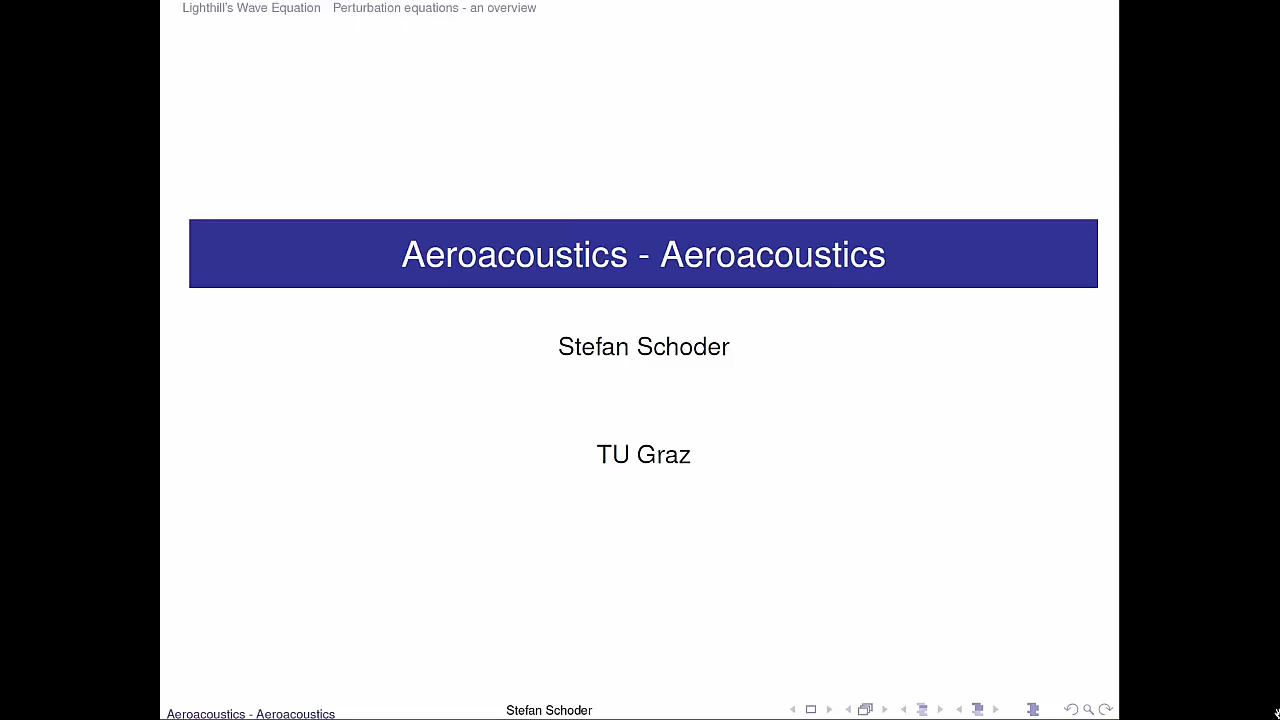 Lighthill's Wave Equation Perturbation equations - an overview
Aeroacoustics - Aeroacoustics
Stefan Schoder
TU Graz
Aeroacoustics - Aeroacoustics Stefan Schoder